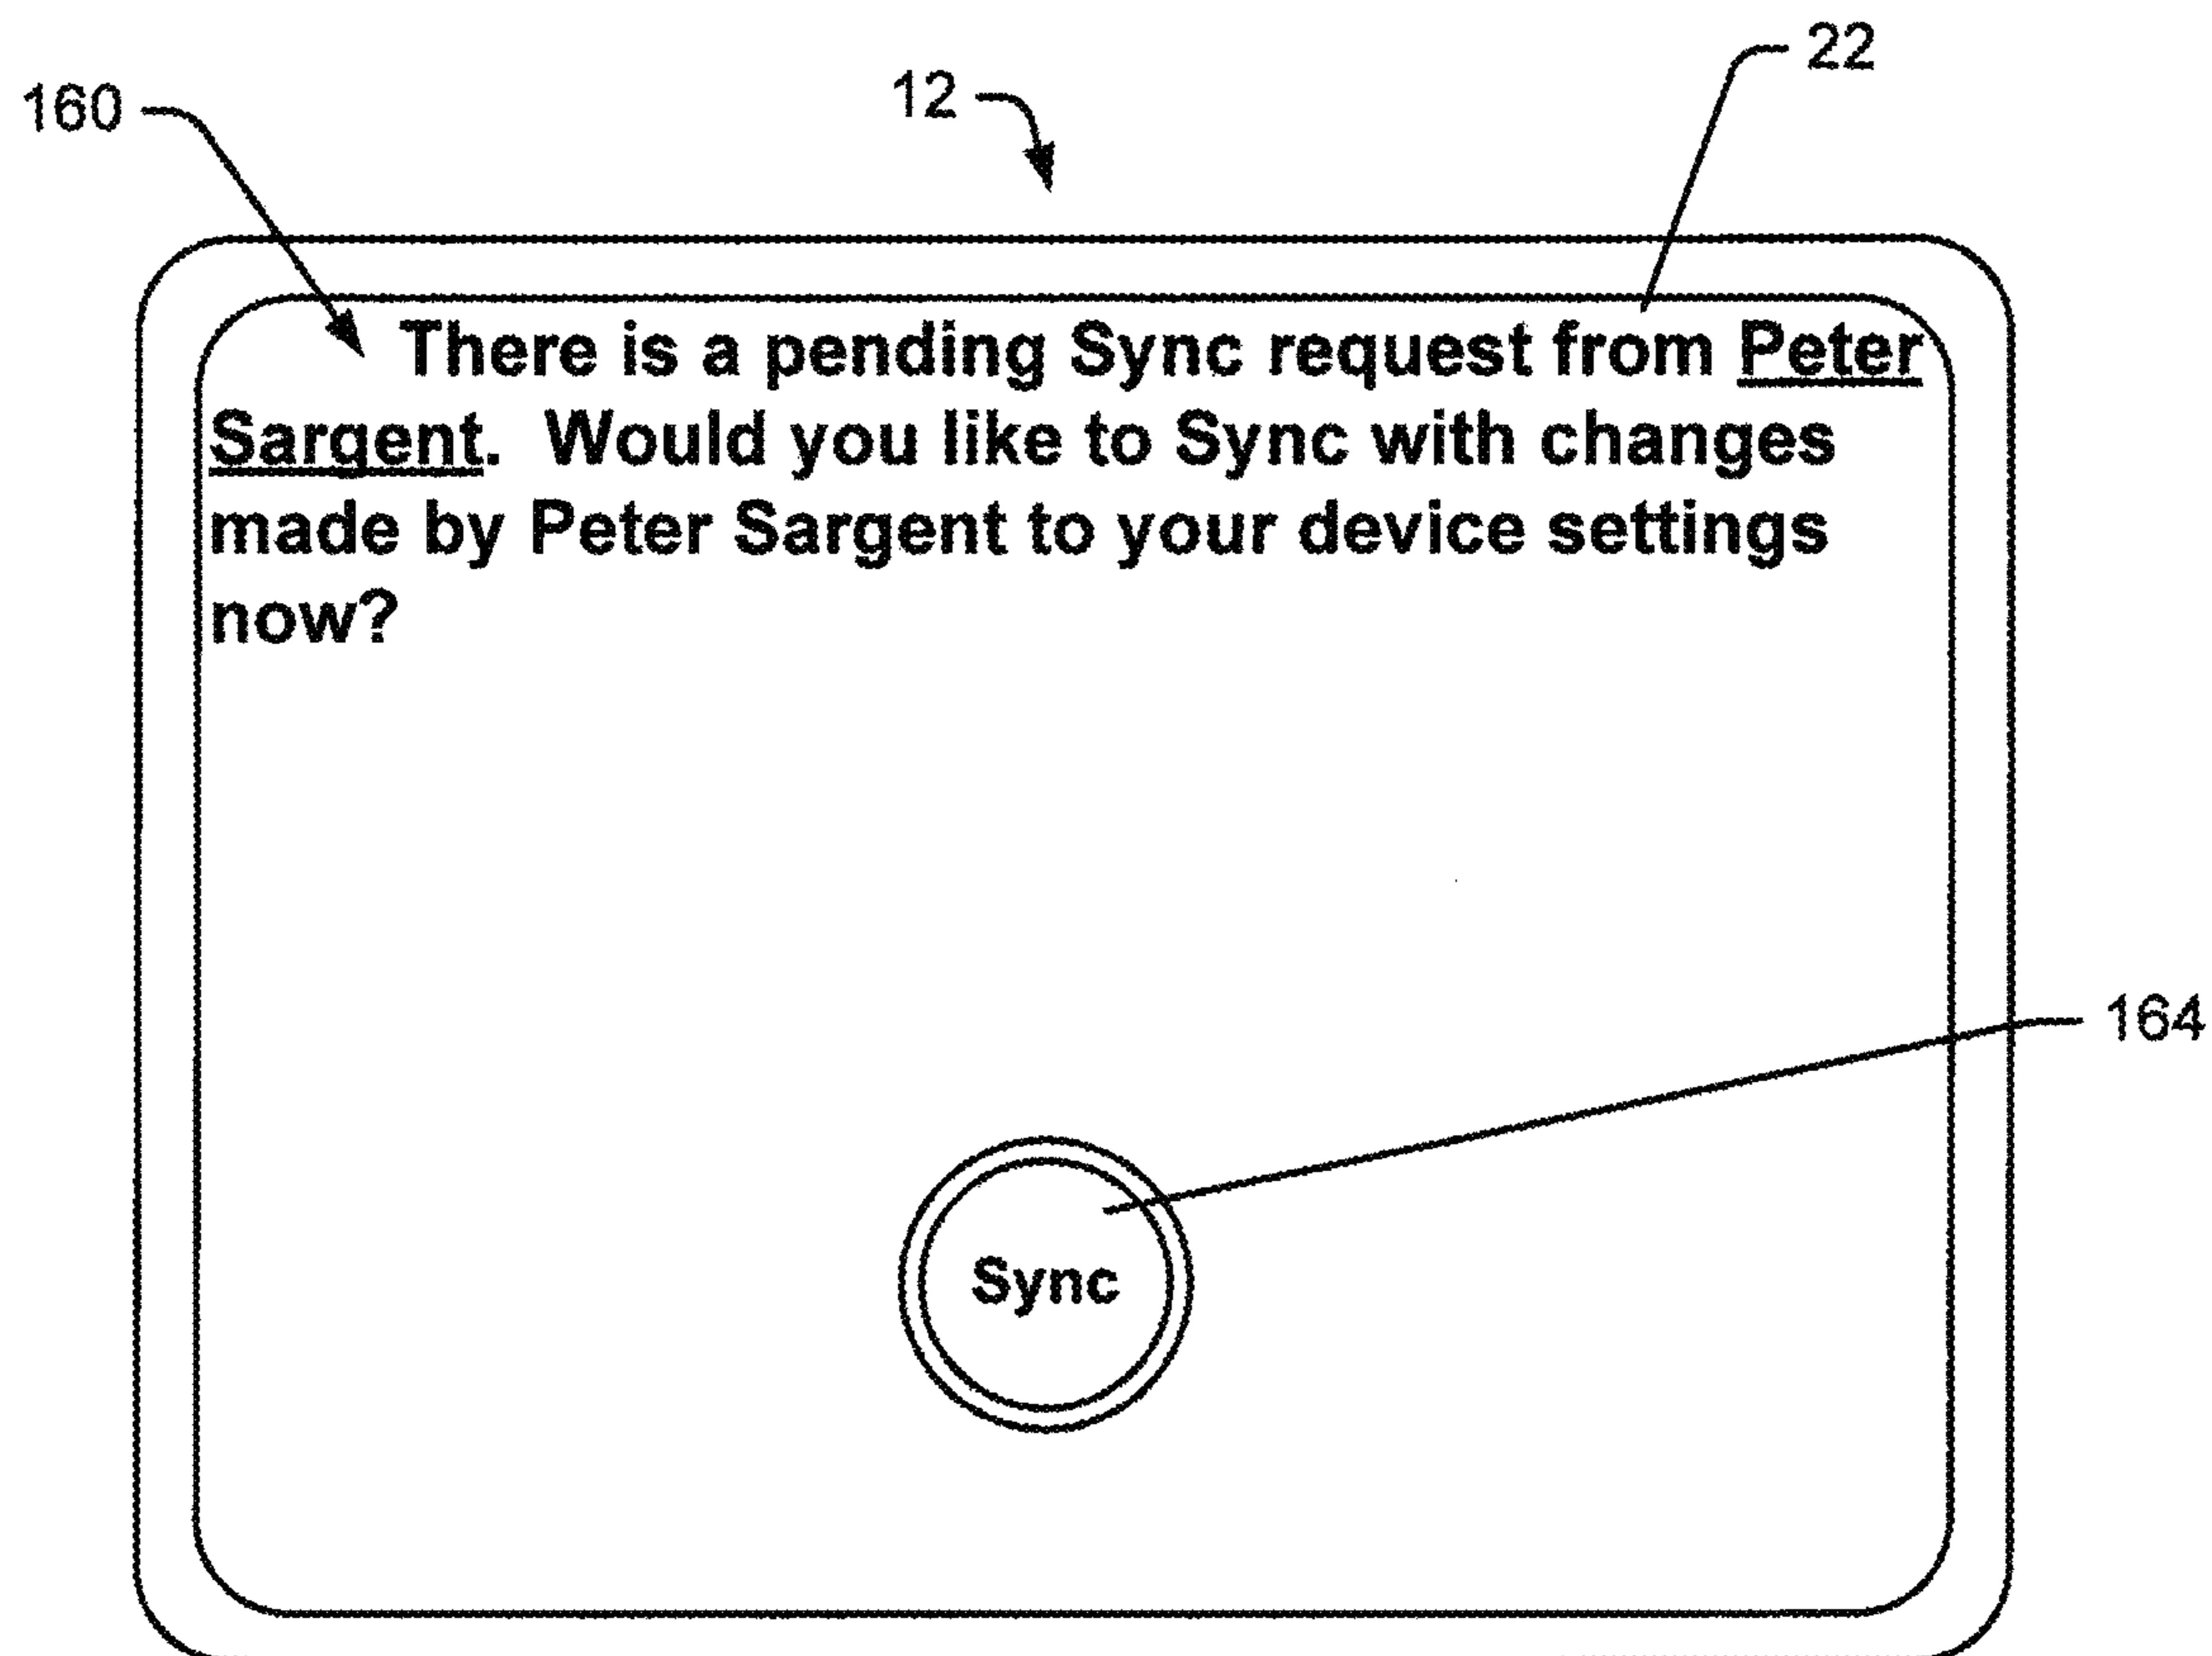 22
12
160
There is a pending Sync request from Peter
Sargent. Would you like to Sync with changes
made by Peter Sargent to your device settings
now?
164
Sync